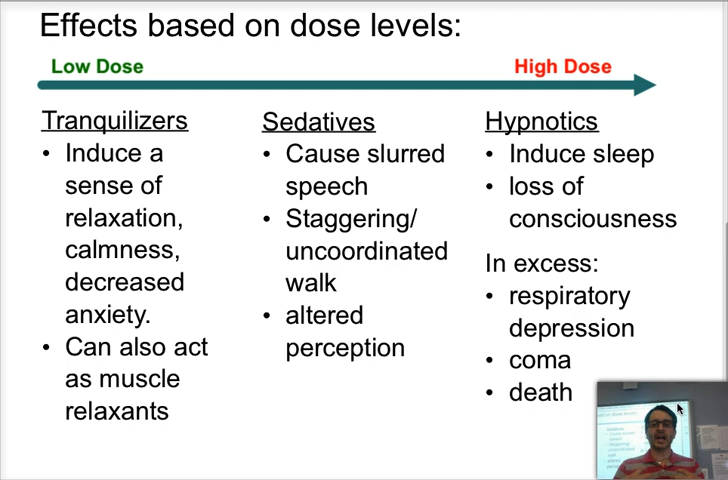 Effects based on dose levels:
Low Dose
High Dose
Tranquilizers
• Induce a
sense of
relaxation,
calmness,
decreased
anxiety.
• Can also act
as muscle
relaxants
Sedatives
• Cause slurred
speech
• Staggering/
uncoordinated
walk
• altered
perception
Hypnotics
• Induce sleep
• loss of
consciousness
In excess:
• respiratory
depression
• coma
• death